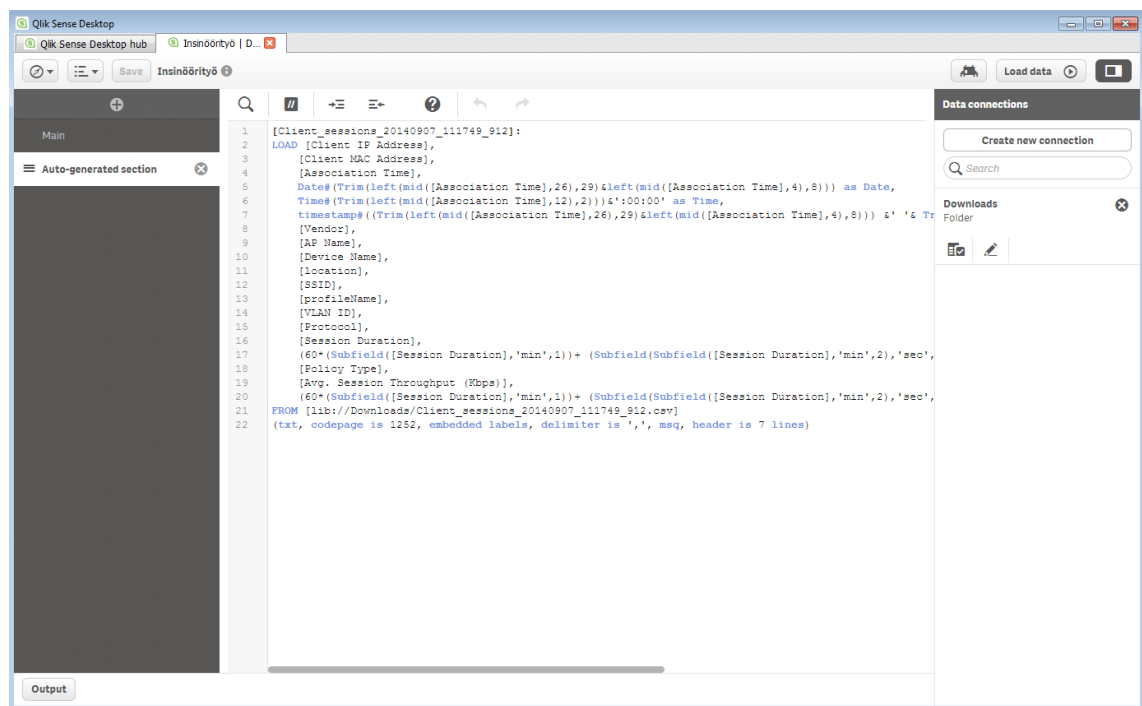 Qlik Sense Desktop
Qlik Sense Desktop hub
Insinöörityö | D...
Save Insinöörityö
Load data
Main
Auto-generated section
1 [Client_sessions_20140907_111749_912]:
2 LOAD [Client IP Address],
3 [Client MAC Address],
4 [Association Time],
5 Date#(Trim(left(mid([Association Time],26),29)&left(mid([Association Time],4),8))) as Date,
6 Time#(Trim(left(mid([Association Time],12),2)))&':00:00' as Time,
7 timestamp#((Trim(left(mid([Association Time],26),29)&left(mid([Association Time],4),8))) &' '& Tr
8 [Vendor],
9 [AP Name],
10 [Device Name],
11 [location],
12 [SSID],
13 [profileName],
14 [VLAN ID],
15 [Protocol],
16 [Session Duration],
17 (60*(Subfield([Session Duration],'min',1))+ (Subfield(Subfield([Session Duration],'min',2),'sec',
18 [Policy Type],
19 [Avg. Session Throughput (Kbps)],
20 (60*(Subfield([Session Duration],'min',1))+ (Subfield(Subfield([Session Duration],'min',2),'sec',
21 FROM [lib://Downloads/Client_sessions_20140907_111749_912.csv]
22 (txt, codepage is 1252, embedded labels, delimiter is ',', msq, header is 7 lines)
Data connections
Create new connection
Search
Downloads
Folder
Output